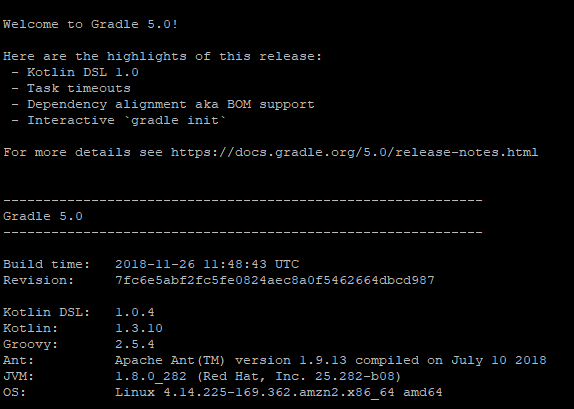 Welcome to Gradle 5.0!
Here are the highlights of this release:
- Kotlin DSL 1.0
- Task timeouts
- Dependency alignment aka BOM support
- Interactive `gradle init`
For more details see https://docs.gradle.org/5.0/release-notes.html
------------------------------------------------------------
Gradle 5.0
------------------------------------------------------------
Build time:   2018-11-26 11:48:43 UTC
Revision:     7fc6e5abf2fc5fe0824aec8a0f5462664dbcd987
Kotlin DSL:   1.0.4
Kotlin:       1.3.10
Groovy:       2.5.4
Ant:          Apache Ant(TM) version 1.9.13 compiled on July 10 2018
JVM:          1.8.0_282 (Red Hat, Inc. 25.282-b08)
OS:           Linux 4.14.225-169.362.amzn2.x86_64 amd64